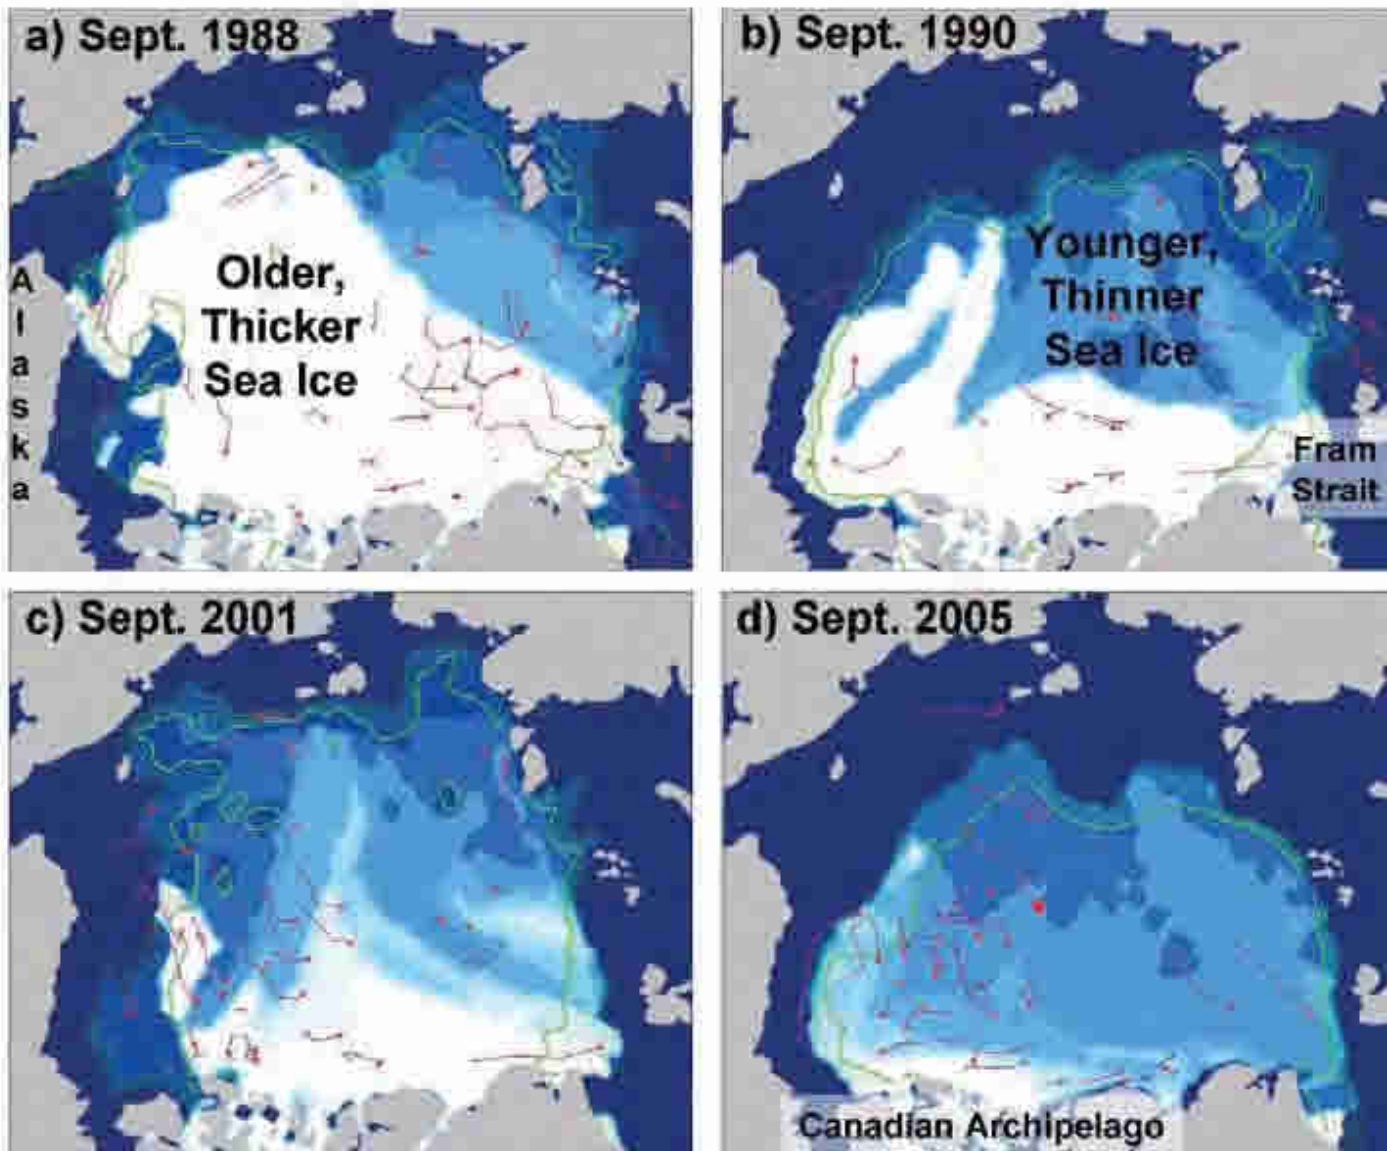 a) Sept. 1988
Older,
Thicker
Sea Ice
Alaska
b) Sept. 1990
Younger,
Thinner
Sea Ice
Fram
Strait
c) Sept. 2001
d) Sept. 2005
Canadian Archipelago